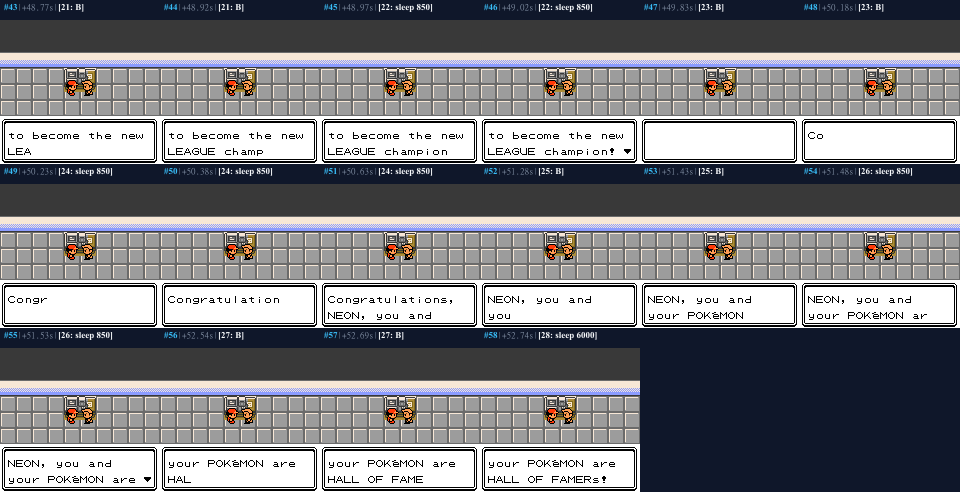 #43|+48.77s| [21: B]
to become the new
LEA
#44|+48.92s| [21: B]
to become the new
LEAGUE champ
#45|+48.97s| [22: sleep 850]
to become the new
LEAGUE champion
#46|+49.02s| [22: sleep 850]
to become the new
LEAGUE champion! ▼
#47|+49.83s| [23: B]
#48|+50.18s| [23: B]
Co
#49|+50.23s| [24: sleep 850]
Congr
#50|+50.38s| [24: sleep 850]
Congratulation
#51|+50.63s| [24: sleep 850]
Congratulations,
NEON, you and
#52|+51.28s| [25: B]
NEON, you and
you
#53|+51.43s| [25: B]
NEON, you and
your POKéMON
#54|+51.48s| [26: sleep 850]
NEON, you and
your POKéMON ar
#55|+51.53s| [26: sleep 850]
NEON, you and
your POKéMON are ▼
#56|+52.54s| [27: B]
your POKéMON are
HAL
#57|+52.69s| [27: B]
your POKéMON are
HALL OF FAME
#58|+52.74s| [28: sleep 6000]
your POKéMON are
HALL OF FAMERs!